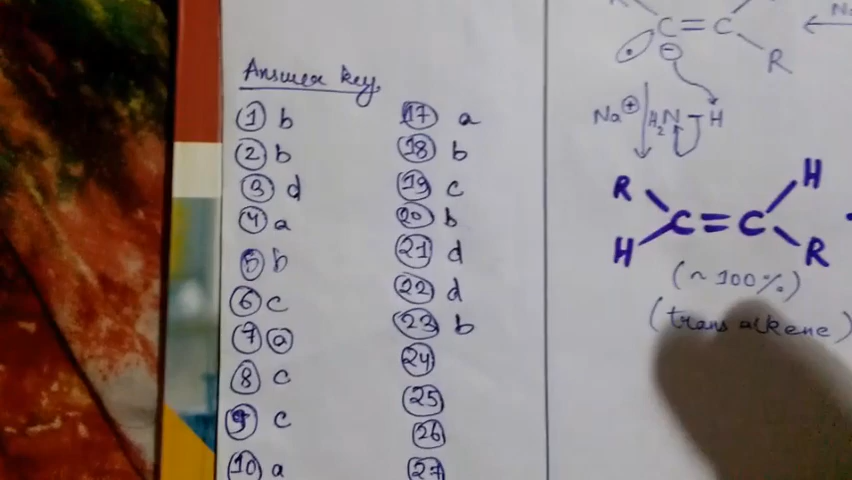 Answer key
1 b
2 b
3 d
4 a
5 b
6 c
7 a
8 c
9 c
10 a
17 a
18 b
19 c
20 b
21 d
22 d
23 b
24
25
26
27
C=C
R
Na⊕ H₂N–H
R H
C=C
H R
(~100%)
(trans alkene)